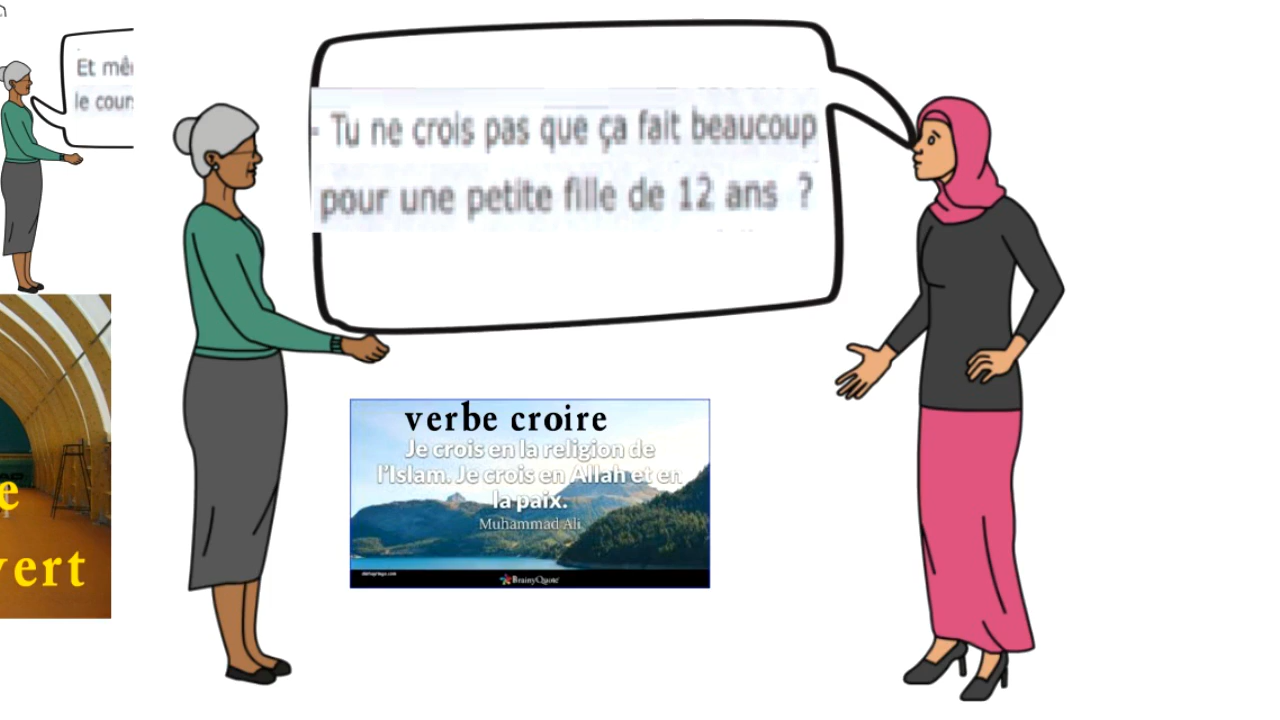 Et mê
le cour
- Tu ne crois pas que ça fait beaucoup
pour une petite fille de 12 ans ?
verbe croire
Je crois en la religion de
l'Islam. Je crois en Allah et en
la paix.
Muhammad Ali
BrainyQuote
e
vert